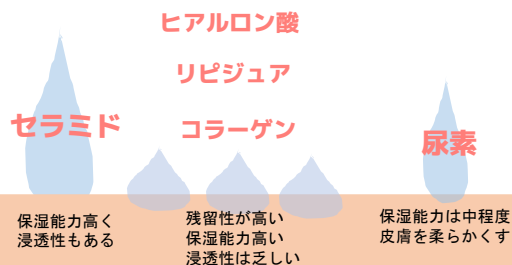 ヒアルロン酸
リピジュア
セラミド
コラーゲン
尿素
保湿能力高く
浸透性もある
残留性が高い
保湿能力高い
浸透性は乏しい
保湿能力は中程度
皮膚を柔らかくす